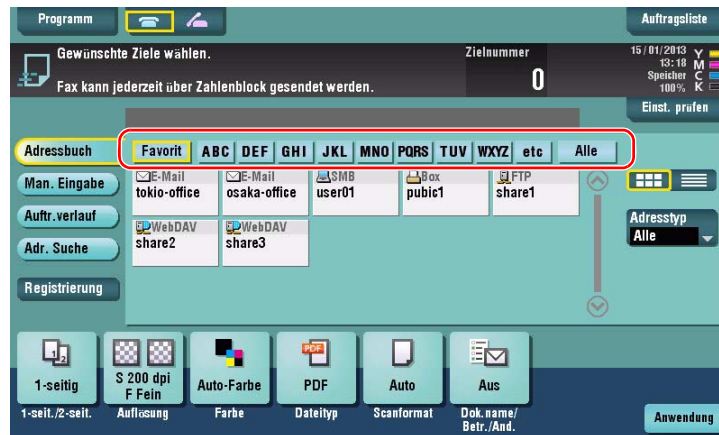 Programm
Auftragsliste
Gewünschte Ziele wählen.
Zielnummer
0
Fax kann jederzeit über Zahlenblock gesendet werden.
15/01/2013
13:18
Speicher
100%
Y
M
C
K
Einst. prüfen
Adressbuch
Favorit ABC DEF GHI JKL MNO PQRS TUV WXYZ etc Alle
Man. Eingabe
Auftr.verlauf
Adr. Suche
Registrierung
E-Mail
tokio-office
E-Mail
osaka-office
SMB
user01
Box
pubic1
FTP
share1
WebDAV
share2
WebDAV
share3
Adresstyp
Alle
1 2
1-seitig
S 200 dpi
F Fein
Auto-Farbe
PDF
PDF
Auto
Aus
1-seit./2-seit.
Auflösung
Farbe
Dateityp
Scanformat
Dok.name/
Betr./And.
Anwendung